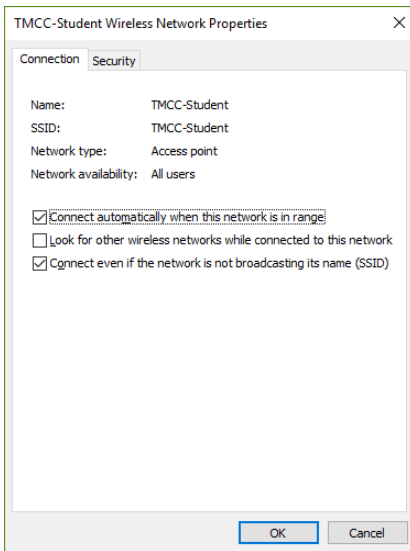 TMCC-Student Wireless Network Properties
Connection Security
Name: TMCC-Student
SSID: TMCC-Student
Network type: Access point
Network availability: All users
Connect automatically when this network is in range
Look for other wireless networks while connected to this network
Connect even if the network is not broadcasting its name (SSID)
OK Cancel